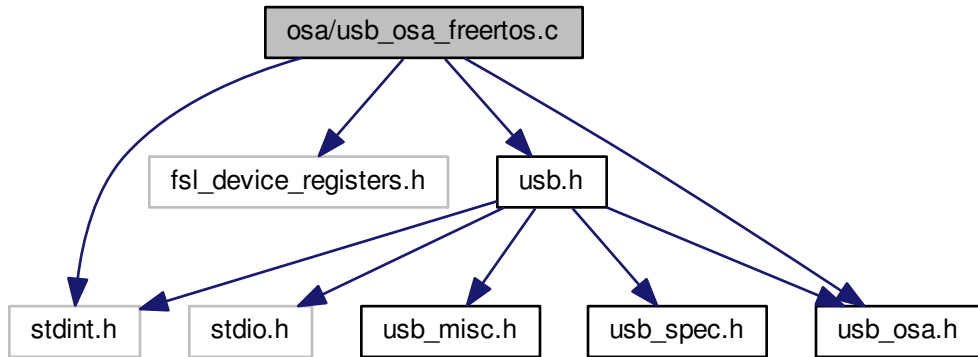 osa/usb_osa_freertos.c
fsl_device_registers.h
usb.h
stdint.h
stdio.h
usb_misc.h
usb_spec.h
usb_osa.h